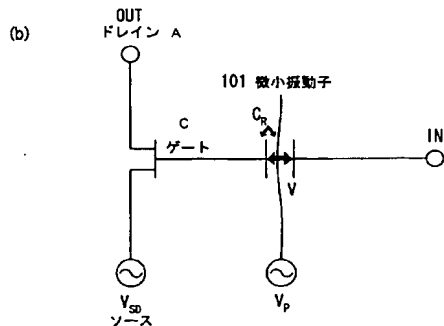 (b)
OUT
ドレイン A
101 微小振動子
C
ゲート
C_R
IN
V
V_SD
ソース
V_P